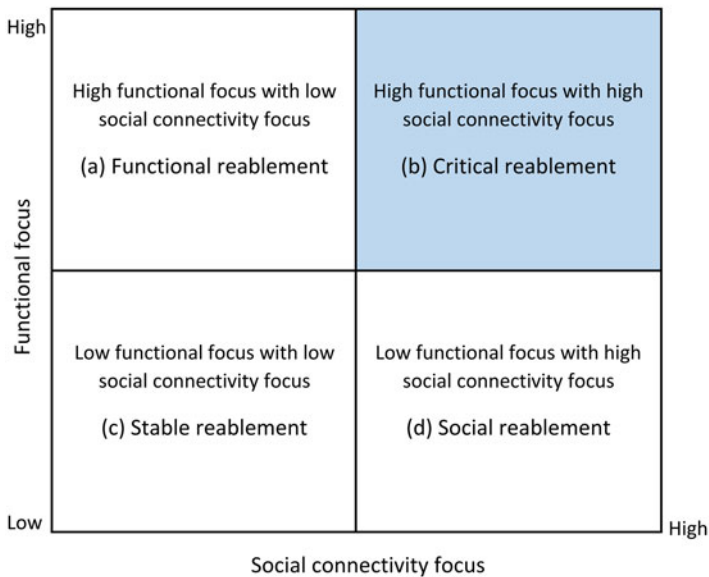 High
High functional focus with low
social connectivity focus
(a) Functional reablement
High functional focus with high
social connectivity focus
(b) Critical reablement
Functional focus
Low functional focus with low
social connectivity focus
(c) Stable reablement
Low functional focus with high
social connectivity focus
(d) Social reablement
Low
High
Social connectivity focus